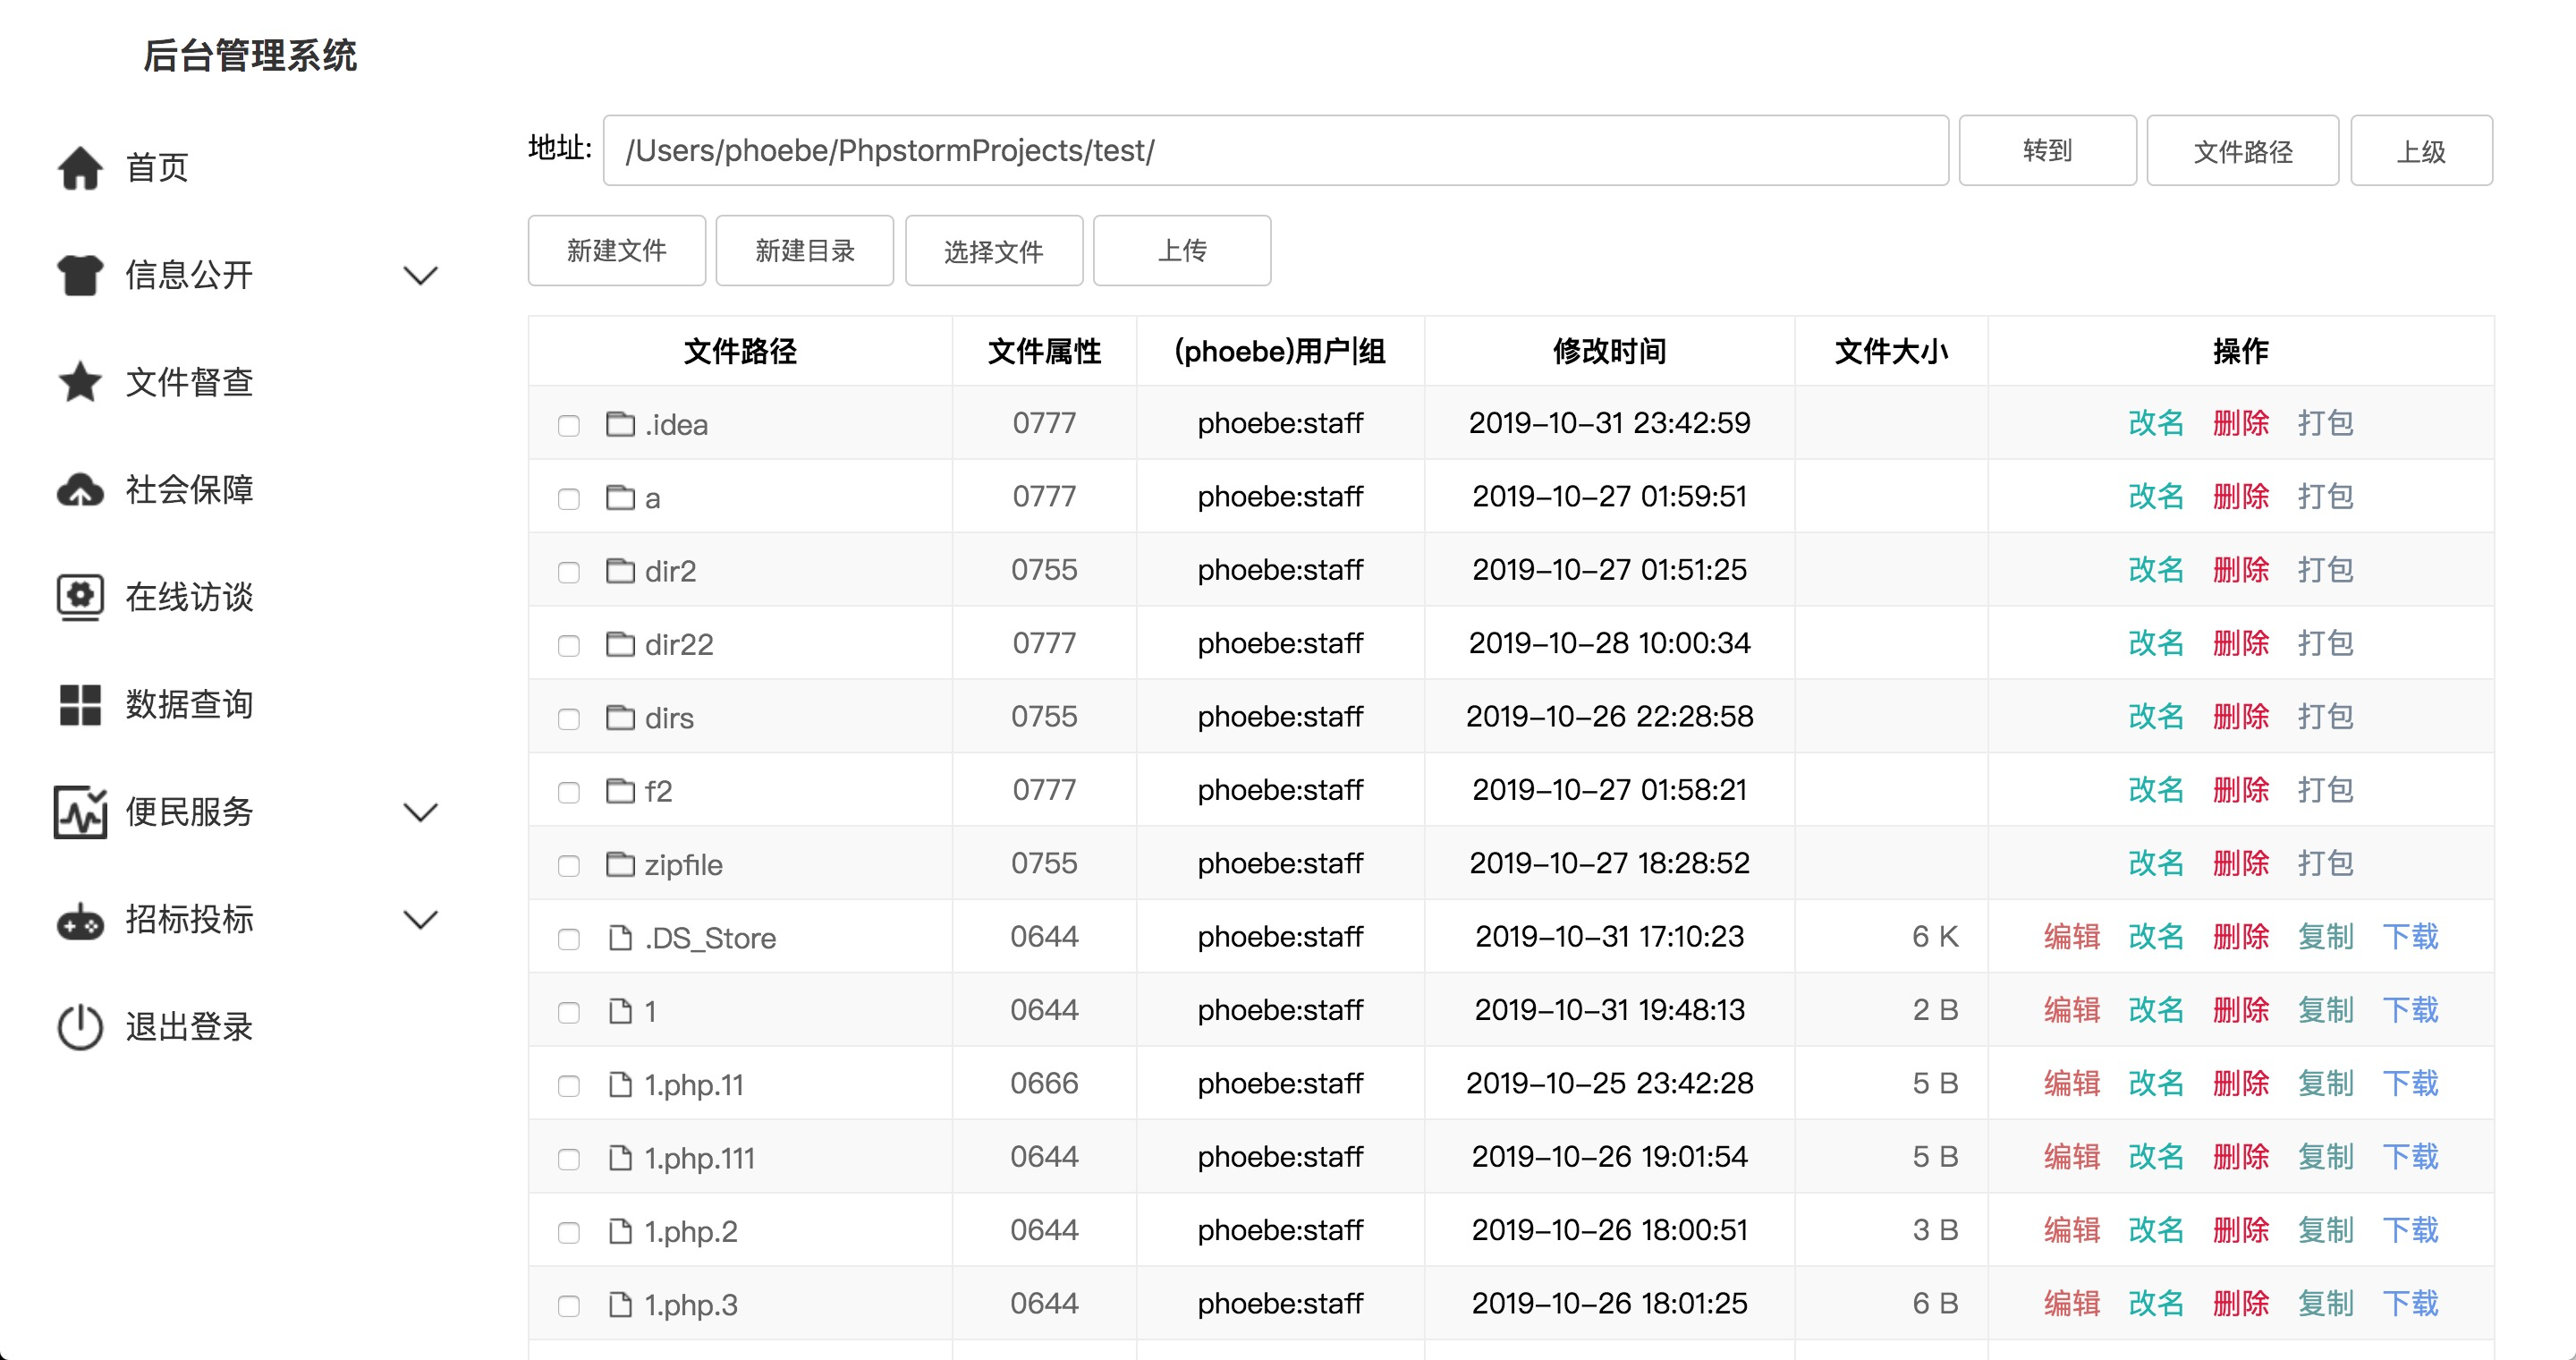 后台管理系统
首页
信息公开
文件督查
社会保障
在线访谈
数据查询
便民服务
招标投标
退出登录
地址: /Users/phoebe/PhpstormProjects/test/ 转到 文件路径 上级
新建文件 新建目录 选择文件 上传
文件路径 文件属性 (phoebe)用户|组 修改时间 文件大小 操作
.idea 0777 phoebe:staff 2019-10-31 23:42:59 改名 删除 打包
a 0777 phoebe:staff 2019-10-27 01:59:51 改名 删除 打包
dir2 0755 phoebe:staff 2019-10-27 01:51:25 改名 删除 打包
dir22 0777 phoebe:staff 2019-10-28 10:00:34 改名 删除 打包
dirs 0755 phoebe:staff 2019-10-26 22:28:58 改名 删除 打包
f2 0777 phoebe:staff 2019-10-27 01:58:21 改名 删除 打包
zipfile 0755 phoebe:staff 2019-10-27 18:28:52 改名 删除 打包
.DS_Store 0644 phoebe:staff 2019-10-31 17:10:23 6 K 编辑 改名 删除 复制 下载
1 0644 phoebe:staff 2019-10-31 19:48:13 2 B 编辑 改名 删除 复制 下载
1.php.11 0666 phoebe:staff 2019-10-25 23:42:28 5 B 编辑 改名 删除 复制 下载
1.php.111 0644 phoebe:staff 2019-10-26 19:01:54 5 B 编辑 改名 删除 复制 下载
1.php.2 0644 phoebe:staff 2019-10-26 18:00:51 3 B 编辑 改名 删除 复制 下载
1.php.3 0644 phoebe:staff 2019-10-26 18:01:25 6 B 编辑 改名 删除 复制 下载